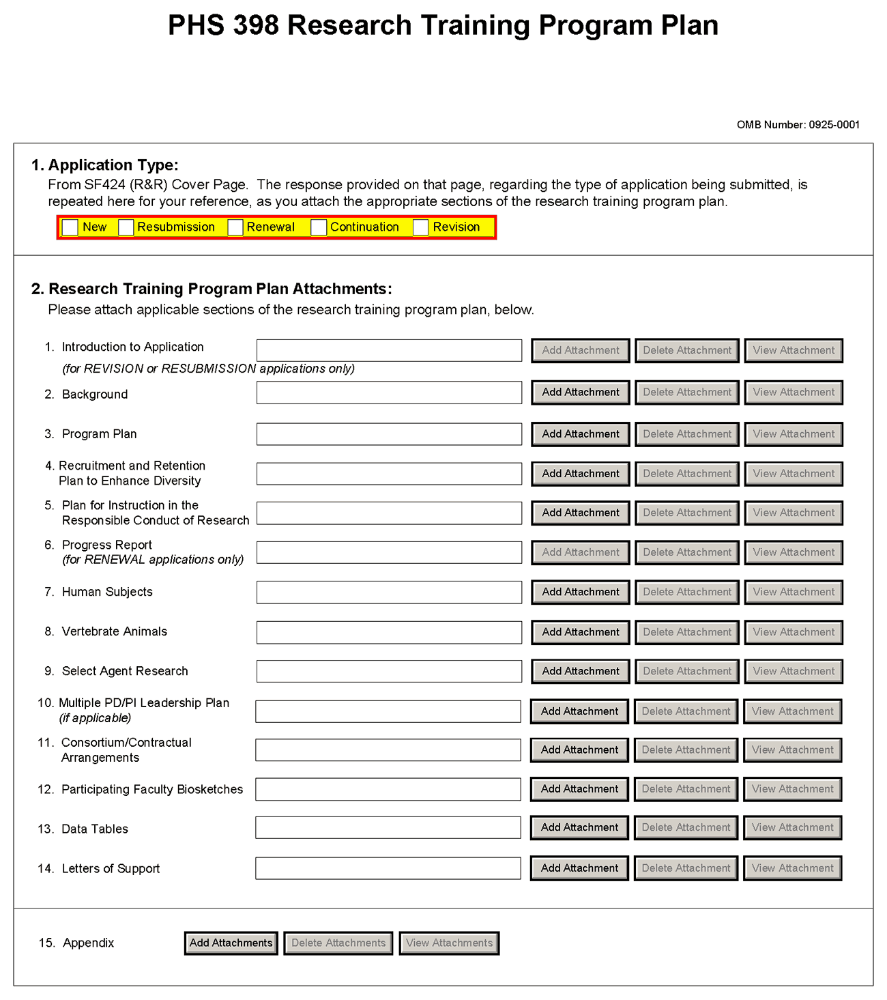 PHS 398 Research Training Program Plan
OMB Number: 0925-0001
1. Application Type:
From SF424 (R&R) Cover Page. The response provided on that page, regarding the type of application being submitted, is
repeated here for your reference, as you attach the appropriate sections of the research training program plan.
New Resubmission Renewal Continuation Revision
2. Research Training Program Plan Attachments:
Please attach applicable sections of the research training program plan, below.
1. Introduction to Application Add Attachment Delete Attachment View Attachment
(for REVISION or RESUBMISSION applications only)
2. Background Add Attachment Delete Attachment View Attachment
3. Program Plan Add Attachment Delete Attachment View Attachment
4. Recruitment and Retention
Plan to Enhance Diversity Add Attachment Delete Attachment View Attachment
5. Plan for Instruction in the
Responsible Conduct of Research Add Attachment Delete Attachment View Attachment
6. Progress Report
(for RENEWAL applications only) Add Attachment Delete Attachment View Attachment
7. Human Subjects Add Attachment Delete Attachment View Attachment
8. Vertebrate Animals Add Attachment Delete Attachment View Attachment
9. Select Agent Research Add Attachment Delete Attachment View Attachment
10. Multiple PD/PI Leadership Plan
(if applicable) Add Attachment Delete Attachment View Attachment
11. Consortium/Contractual
Arrangements Add Attachment Delete Attachment View Attachment
12. Participating Faculty Biosketches Add Attachment Delete Attachment View Attachment
13. Data Tables Add Attachment Delete Attachment View Attachment
14. Letters of Support Add Attachment Delete Attachment View Attachment
15. Appendix Add Attachments Delete Attachments View Attachments